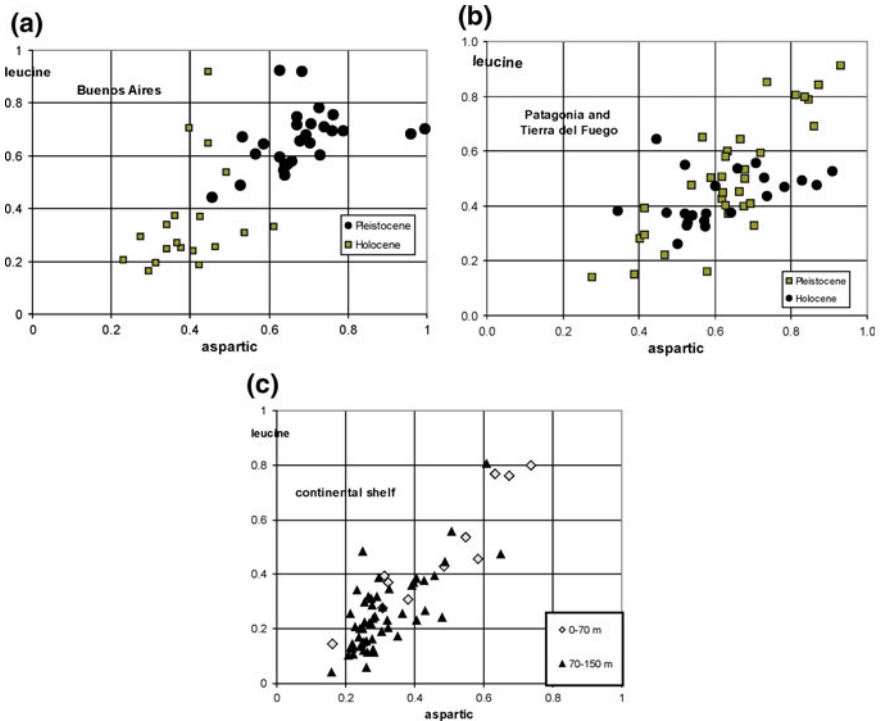 (a)
1
leucine
Buenos Aires
0.8
0.6
0.4
Pleistocene
Holocene
0.2
0
0
0.2
0.4
0.6
0.8
1
aspartic
(b)
1.0
leucine
0.8
Patagonia and
Tierra del Fuego
0.6
0.4
0.2
Pleistocene
Holocene
0.0
0.0
0.2
0.4
0.6
0.8
1.0
aspartic
(c)
1
leucine
0.8
continental shelf
0.6
0.4
0.2
0-70 m
70-150 m
0
0
0.2
0.4
0.6
0.8
1
aspartic